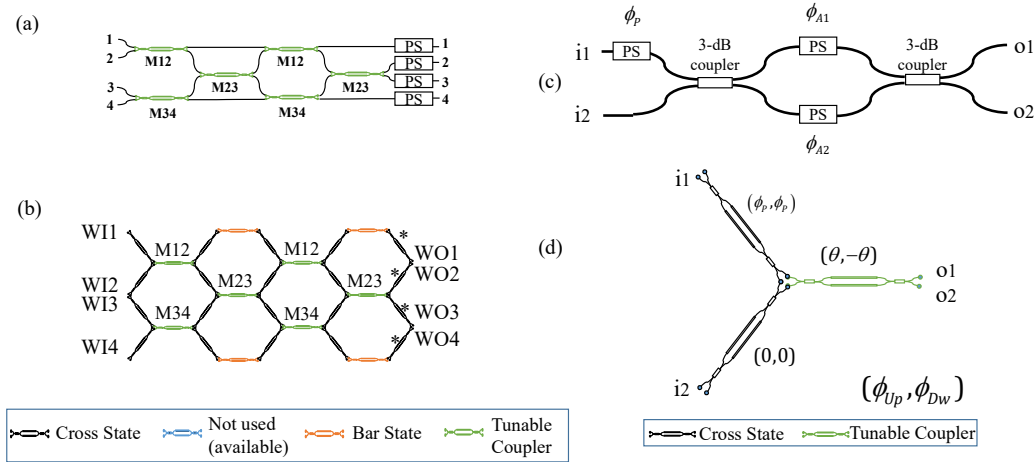 (a)
1
2
3
4
M12
M34
M23
M12
M34
M23
PS 1
PS 2
PS 3
PS 4
(b)
WI1
WI2
WI3
WI4
M12
M34
M23
M12
M34
M23
*
*
*
*
WO1
WO2
WO3
WO4
(c)
i1
i2
ϕP
PS
3-dB
coupler
ϕA1
PS
PS
ϕA2
3-dB
coupler
o1
o2
(d)
i1
(ϕP,ϕP)
(θ,−θ)
o1
o2
(0,0)
i2
(ϕUp,ϕDw)
Cross State
Not used
(available)
Bar State
Tunable
Coupler
Cross State
Tunable Coupler